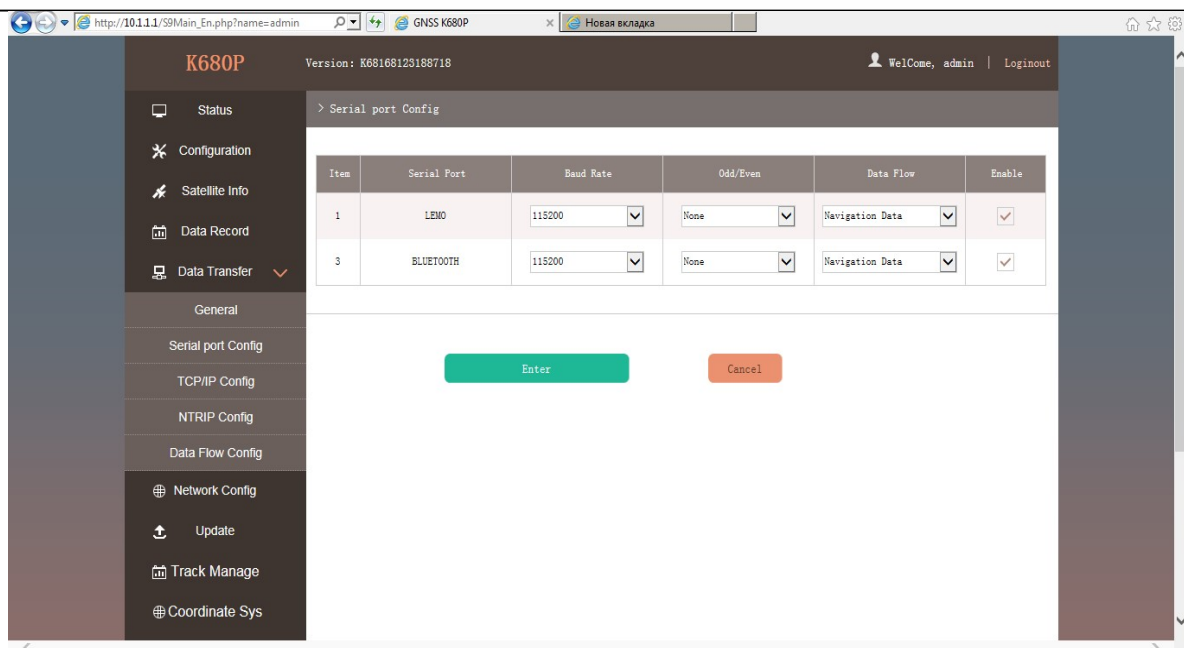 http://10.1.1.1/S9Main_En.php?name=admin
GNSS K680P
Новая вкладка
K680P
Version: K68168123188718
WelCome, admin | Loginout
Status
Configuration
Satellite Info
Data Record
Data Transfer
General
Serial port Config
TCP/IP Config
NTRIP Config
Data Flow Config
Network Config
Update
Track Manage
Coordinate Sys
> Serial port Config
Item Serial Port Baud Rate Odd/Even Data Flow Enable
1 LEMO 115200 None Navigation Data
3 BLUETOOTH 115200 None Navigation Data
Enter Cancel